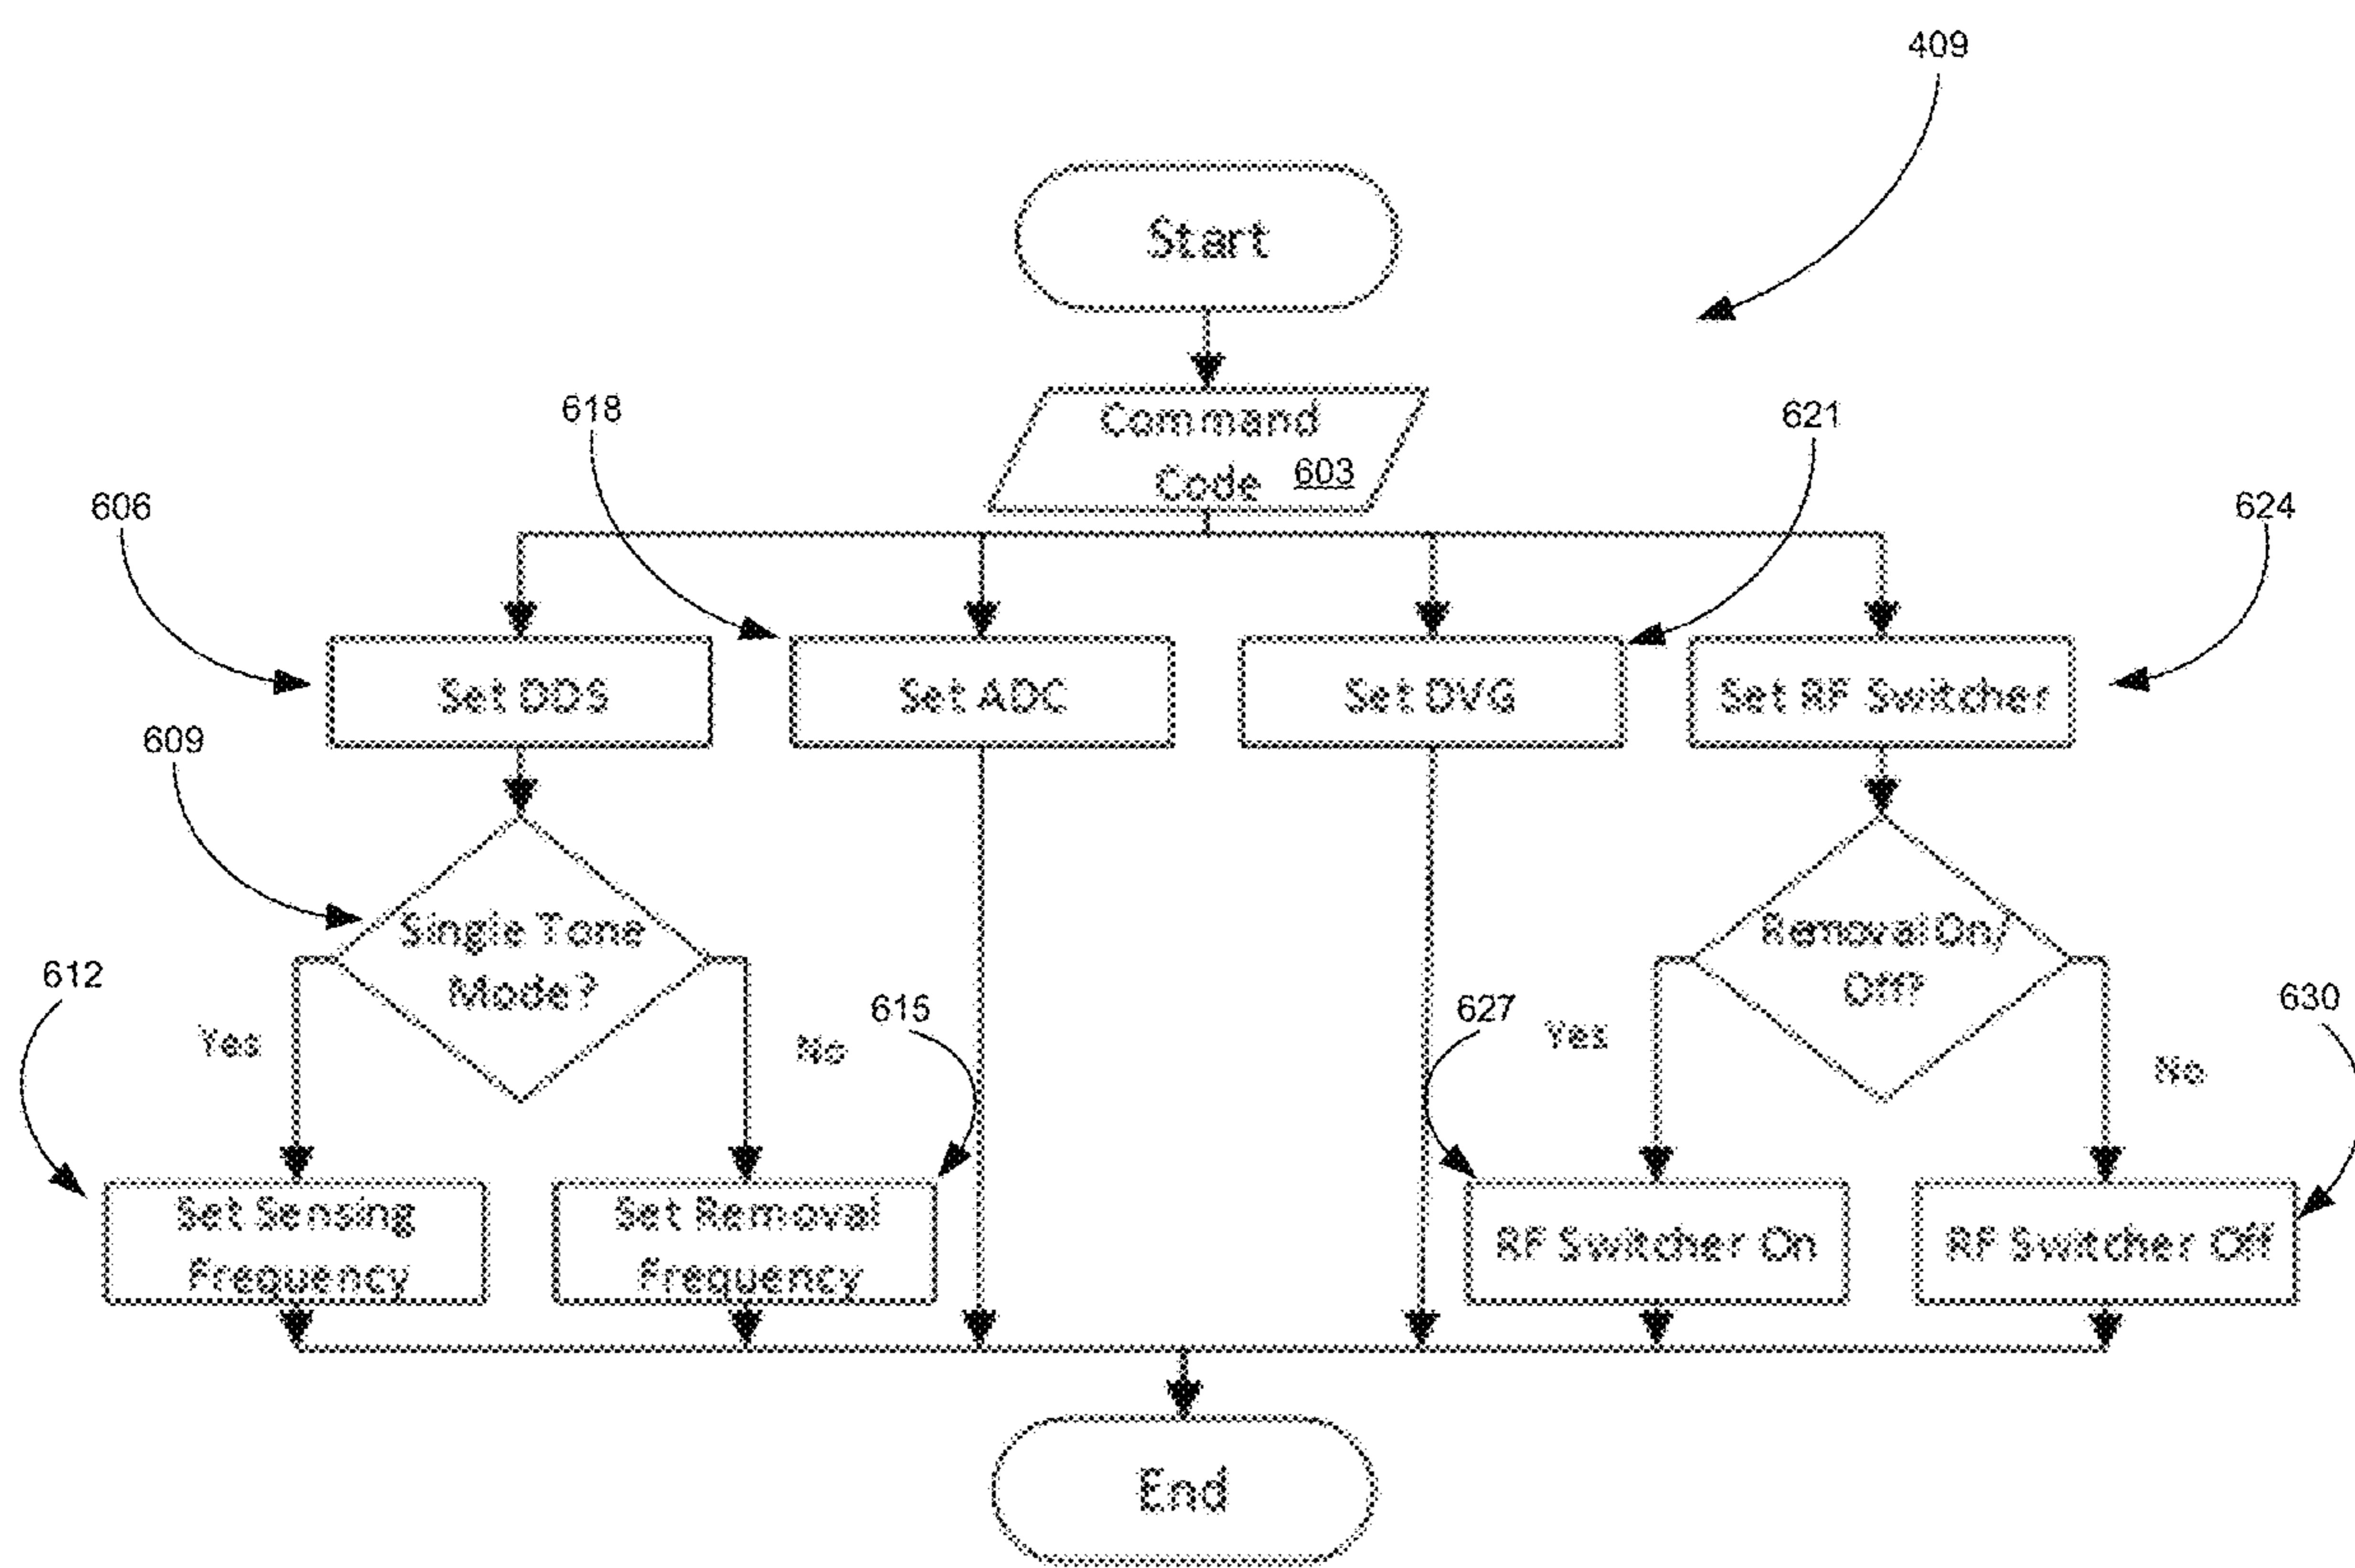 409
Start
Command
Code 603
618
621
606
624
Set DDS
Set ADC
Set DVG
Set RF Switcher
609
Single Tone
Mode?
Removal On/
Off?
612
Yes
No
615
627
Yes
No
630
Set Sensing
Frequency
Set Removal
Frequency
RF Switcher On
RF Switcher Off
End